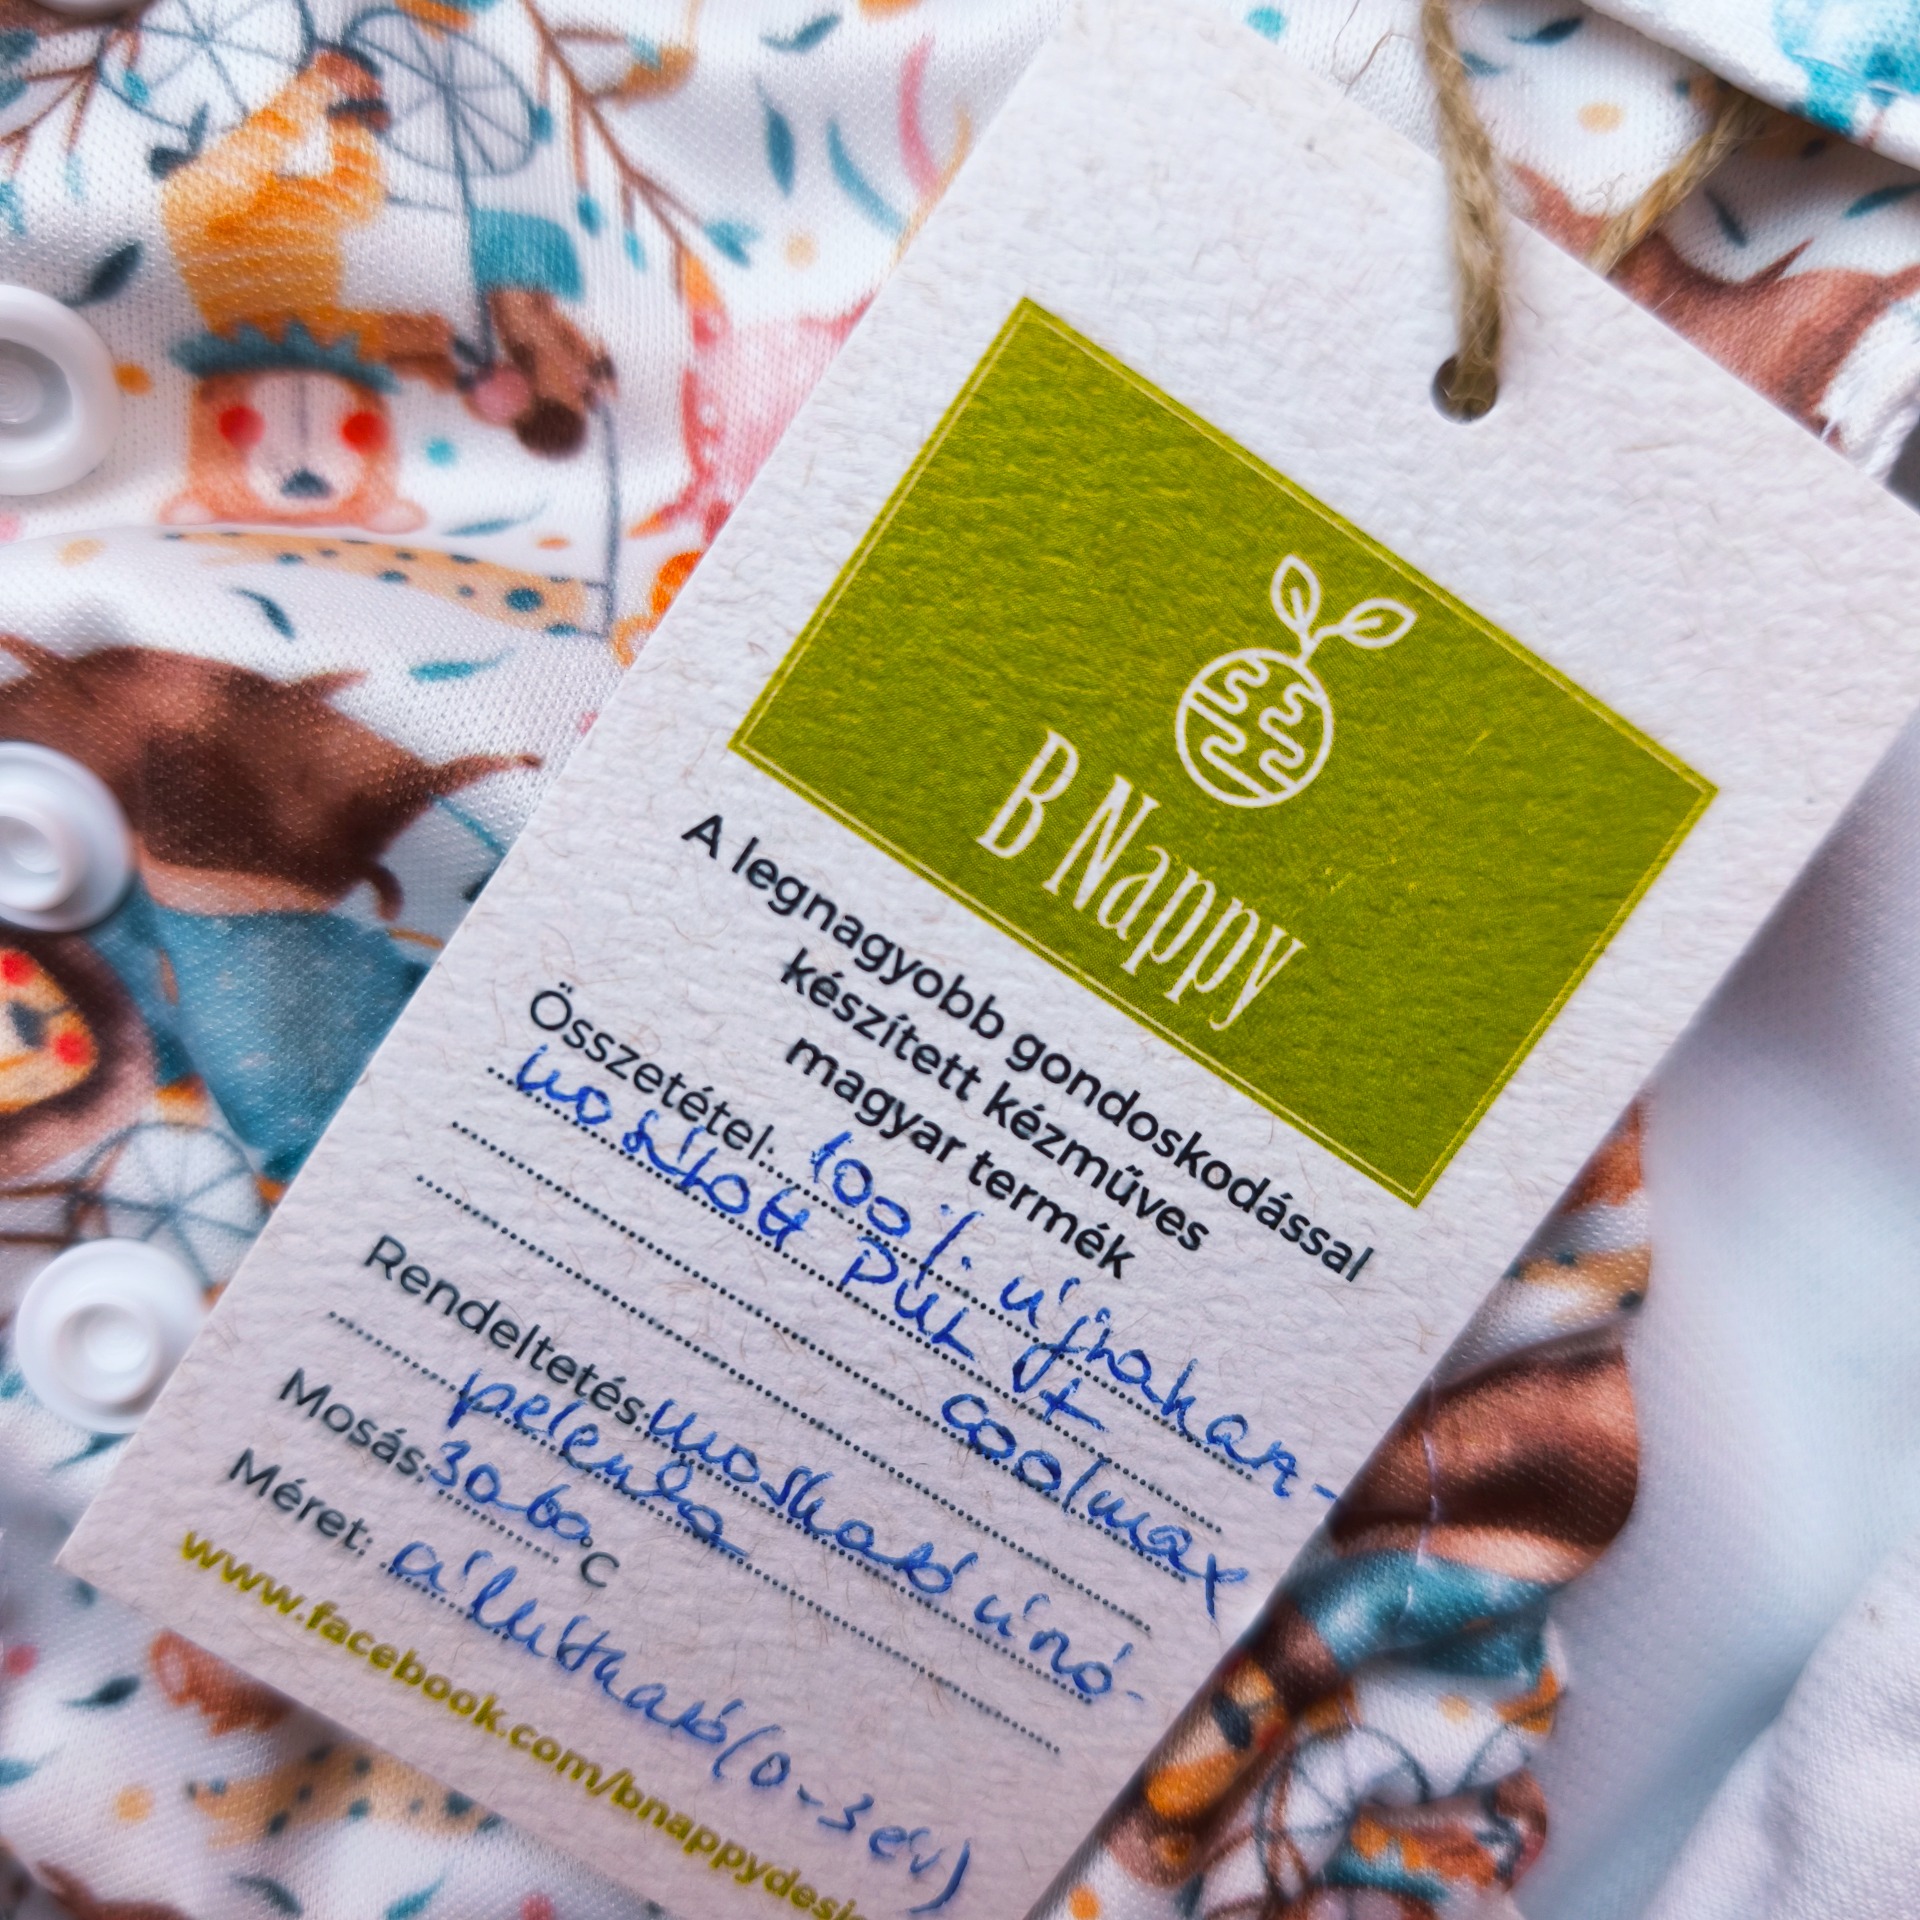 B Nappy
A legnagyobb gondoskodással
készített kézműves
magyar termék
Összetétel: 100% újrahasz-
nosított PUL + coolmax
Rendeltetés: mosható úszó-
pelenka
Mosás: 30-60°C
Méret: állítható (0-3 év)
www.facebook.com/bnappydesi